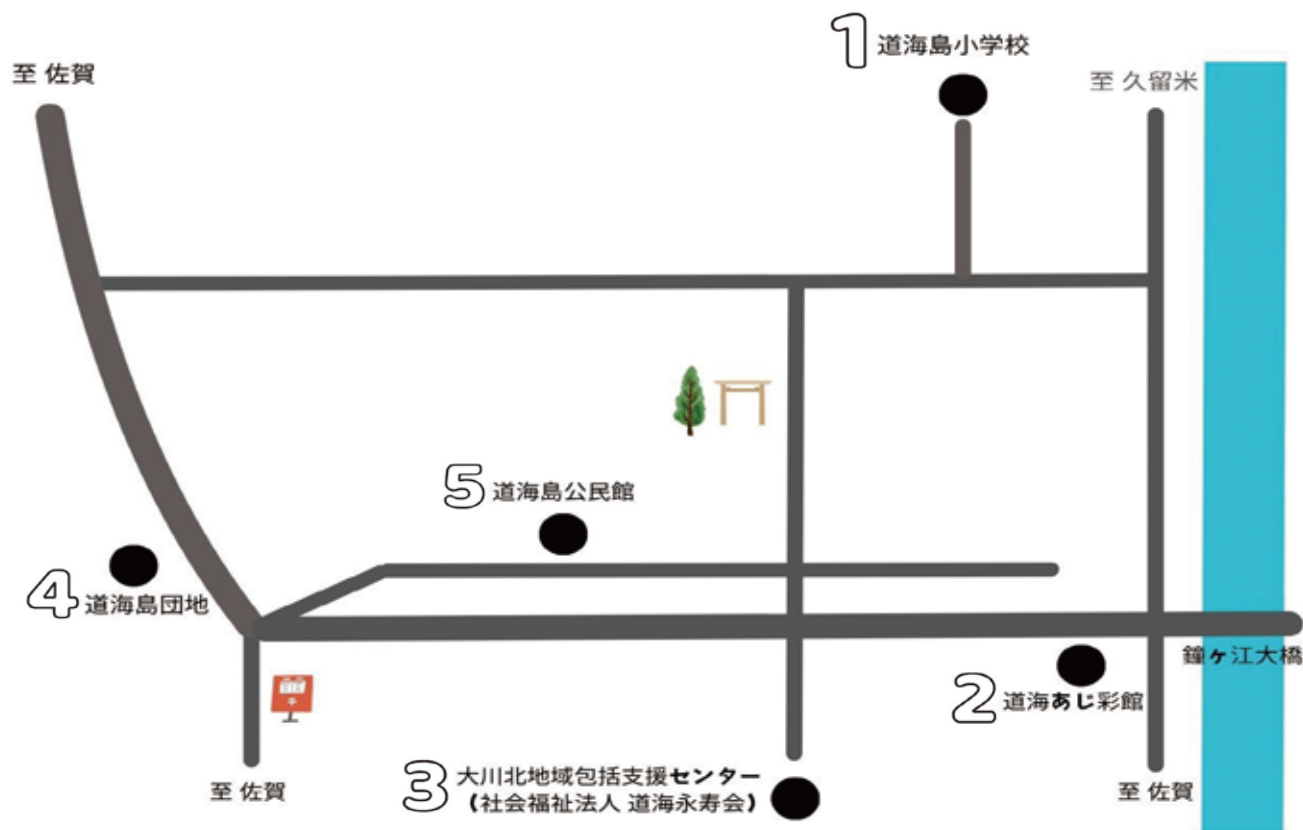 1 道海島小学校
至 佐賀
至 久留米
5 道海島公民館
4 道海島団地
鐘ヶ江大橋
2 道海あじ彩館
3 大川北地域包括支援センター
(社会福祉法人 道海永寿会)
至 佐賀
至 佐賀